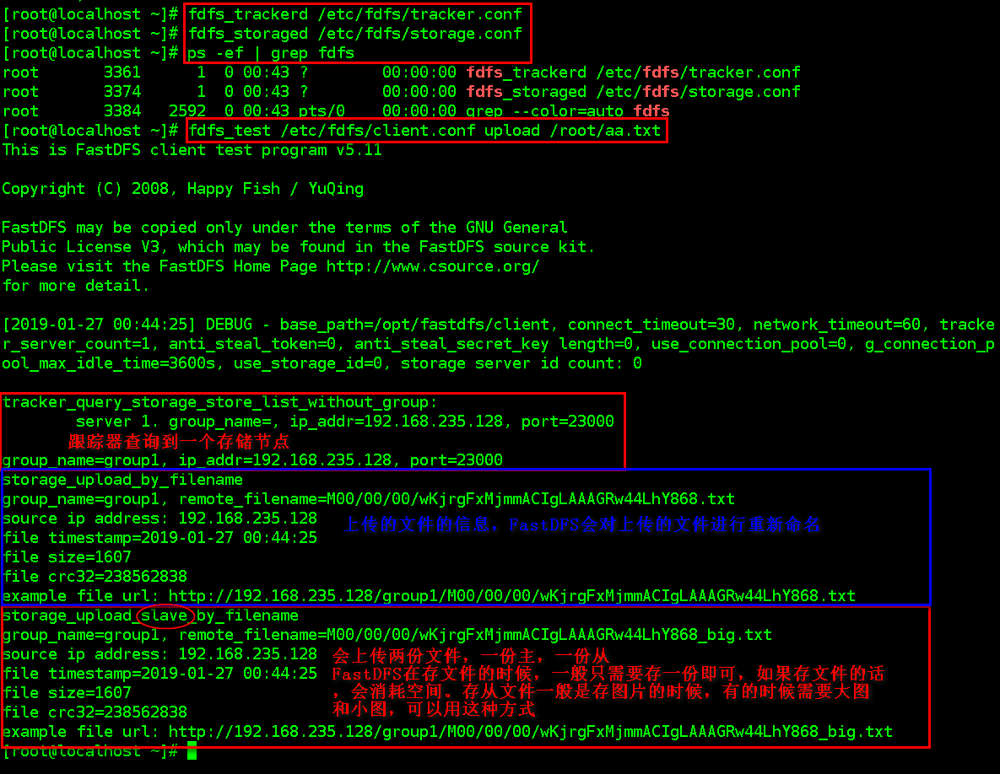 [root@localhost ~]# fdfs_trackerd /etc/fdfs/tracker.conf
[root@localhost ~]# fdfs_storaged /etc/fdfs/storage.conf
[root@localhost ~]# ps -ef | grep fdfs
root       3361      1  0 00:43 ?        00:00:00 fdfs_trackerd /etc/fdfs/tracker.conf
root       3374      1  0 00:43 ?        00:00:00 fdfs_storaged /etc/fdfs/storage.conf
root       3384   2592  0 00:43 pts/0    00:00:00 grep --color=auto fdfs
[root@localhost ~]# fdfs_test /etc/fdfs/client.conf upload /root/aa.txt
This is FastDFS client test program v5.11
Copyright (C) 2008, Happy Fish / YuQing
FastDFS may be copied only under the terms of the GNU General
Public License V3, which may be found in the FastDFS source kit.
Please visit the FastDFS Home Page http://www.csource.org/
for more detail.
[2019-01-27 00:44:25] DEBUG - base_path=/opt/fastdfs/client, connect_timeout=30, network_timeout=60, tracke
r_server_count=1, anti_steal_token=0, anti_steal_secret_key length=0, use_connection_pool=0, g_connection_p
ool_max_idle_time=3600s, use_storage_id=0, storage server id count: 0
tracker_query_storage_store_list_without_group:
server 1. group_name=, ip_addr=192.168.235.128, port=23000
跟踪器查询到一个存储节点
group_name=group1, ip_addr=192.168.235.128, port=23000
storage_upload_by_filename
group_name=group1, remote_filename=M00/00/00/wKjrgFxMjmmACIgLAAAGRw44LhY868.txt
source ip address: 192.168.235.128
上传的文件的信息，FastDFS会对上传的文件进行重新命名
file timestamp=2019-01-27 00:44:25
file size=1607
file crc32=238562838
example file url: http://192.168.235.128/group1/M00/00/00/wKjrgFxMjmmACIgLAAAGRw44LhY868.txt
storage_upload_slave_by_filename
group_name=group1, remote_filename=M00/00/00/wKjrgFxMjmmACIgLAAAGRw44LhY868_big.txt
source ip address: 192.168.235.128
会上传两份文件，一份主，一份从
file timestamp=2019-01-27 00:44:25
FastDFS在存文件的时候，一般只需要存一份即可，如果存文件的话
file size=1607
，会消耗空间。存从文件一般是存图片的时候，有的时候需要大图
file crc32=238562838
和小图，可以用这种方式
example file url: http://192.168.235.128/group1/M00/00/00/wKjrgFxMjmmACIgLAAAGRw44LhY868_big.txt
[root@localhost ~]#